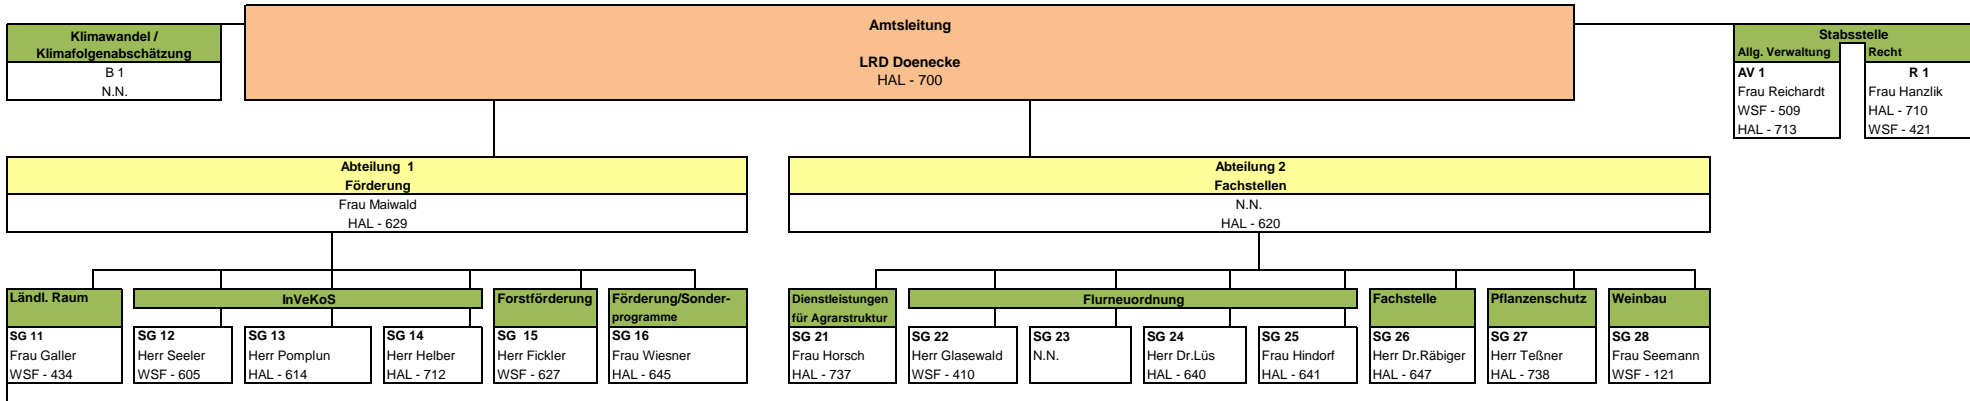 Klimawandel /
Klimafolgenabschätzung
B 1
N.N.
Amtsleitung
LRD Doenecke
HAL - 700
Stabsstelle
Allg. Verwaltung
Recht
AV 1
Frau Reichardt
WSF - 509
HAL - 713
R 1
Frau Hanzlik
HAL - 710
WSF - 421
Abteilung 1
Förderung
Frau Maiwald
HAL - 629
Abteilung 2
Fachstellen
N.N.
HAL - 620
Ländl. Raum
SG 11
Frau Galler
WSF - 434
InVeKoS
SG 12
Herr Seeler
WSF - 605
SG 13
Herr Pomplun
HAL - 614
SG 14
Herr Helber
HAL - 712
Forstförderung
SG 15
Herr Fickler
WSF - 627
Förderung/Sonder-
programme
SG 16
Frau Wiesner
HAL - 645
Dienstleistungen
für Agrarstruktur
SG 21
Frau Horsch
HAL - 737
Flurneuordnung
SG 22
Herr Glasewald
WSF - 410
SG 23
N.N.
SG 24
Herr Dr.Lüs
HAL - 640
SG 25
Frau Hindorf
HAL - 641
Fachstelle
SG 26
Herr Dr.Räbiger
HAL - 647
Pflanzenschutz
SG 27
Herr Teßner
HAL - 738
Weinbau
SG 28
Frau Seemann
WSF - 121